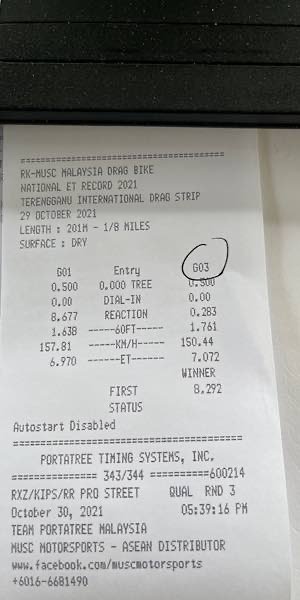 ========================================
RK-MUSC MALAYSIA DRAG BIKE
NATIONAL ET RECORD 2021
TERENGGANU INTERNATIONAL DRAG STRIP
29 OCTOBER 2021
LENGTH : 201M - 1/8 MILES
SURFACE : DRY
G01 Entry G03
0.500 0.000 TREE 0.500
0.00 DIAL-IN 0.00
8.677 REACTION 0.283
1.638 -----60FT----- 1.761
157.81 -----KM/H----- 150.44
6.970 ------ET------ 7.072
WINNER
FIRST 8.292
STATUS
Autostart Disabled
========================================
PORTATREE TIMING SYSTEMS, INC.
=============== 343/344 ==========600214
RXZ/KIPS/RR PRO STREET QUAL RND 3
October 30, 2021 05:39:16 PM
TEAM PORTATREE MALAYSIA
MUSC MOTORSPORTS - ASEAN DISTRIBUTOR
www.facebook.com/muscmotorsports
+6016-6681490